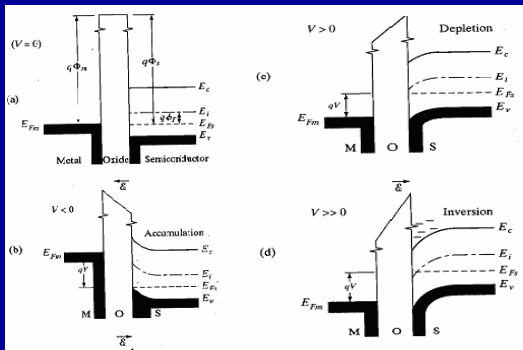 (V = 0)
qΦm
qΦs
Ec
Ei
qΦF
EFs
Ev
EFm
(a)
Metal
Oxide
Semiconductor
ℰ
V < 0
Accumulation
(b)
EFm
qV
Ec
Ei
EFs
Ev
M O S
ℰ
V > 0
Depletion
(c)
Ec
Ei
EFs
Ev
qV
EFm
M O S
ℰ
V >> 0
Inversion
(d)
Ec
Ei
EFs
Ev
qV
EFm
M O S